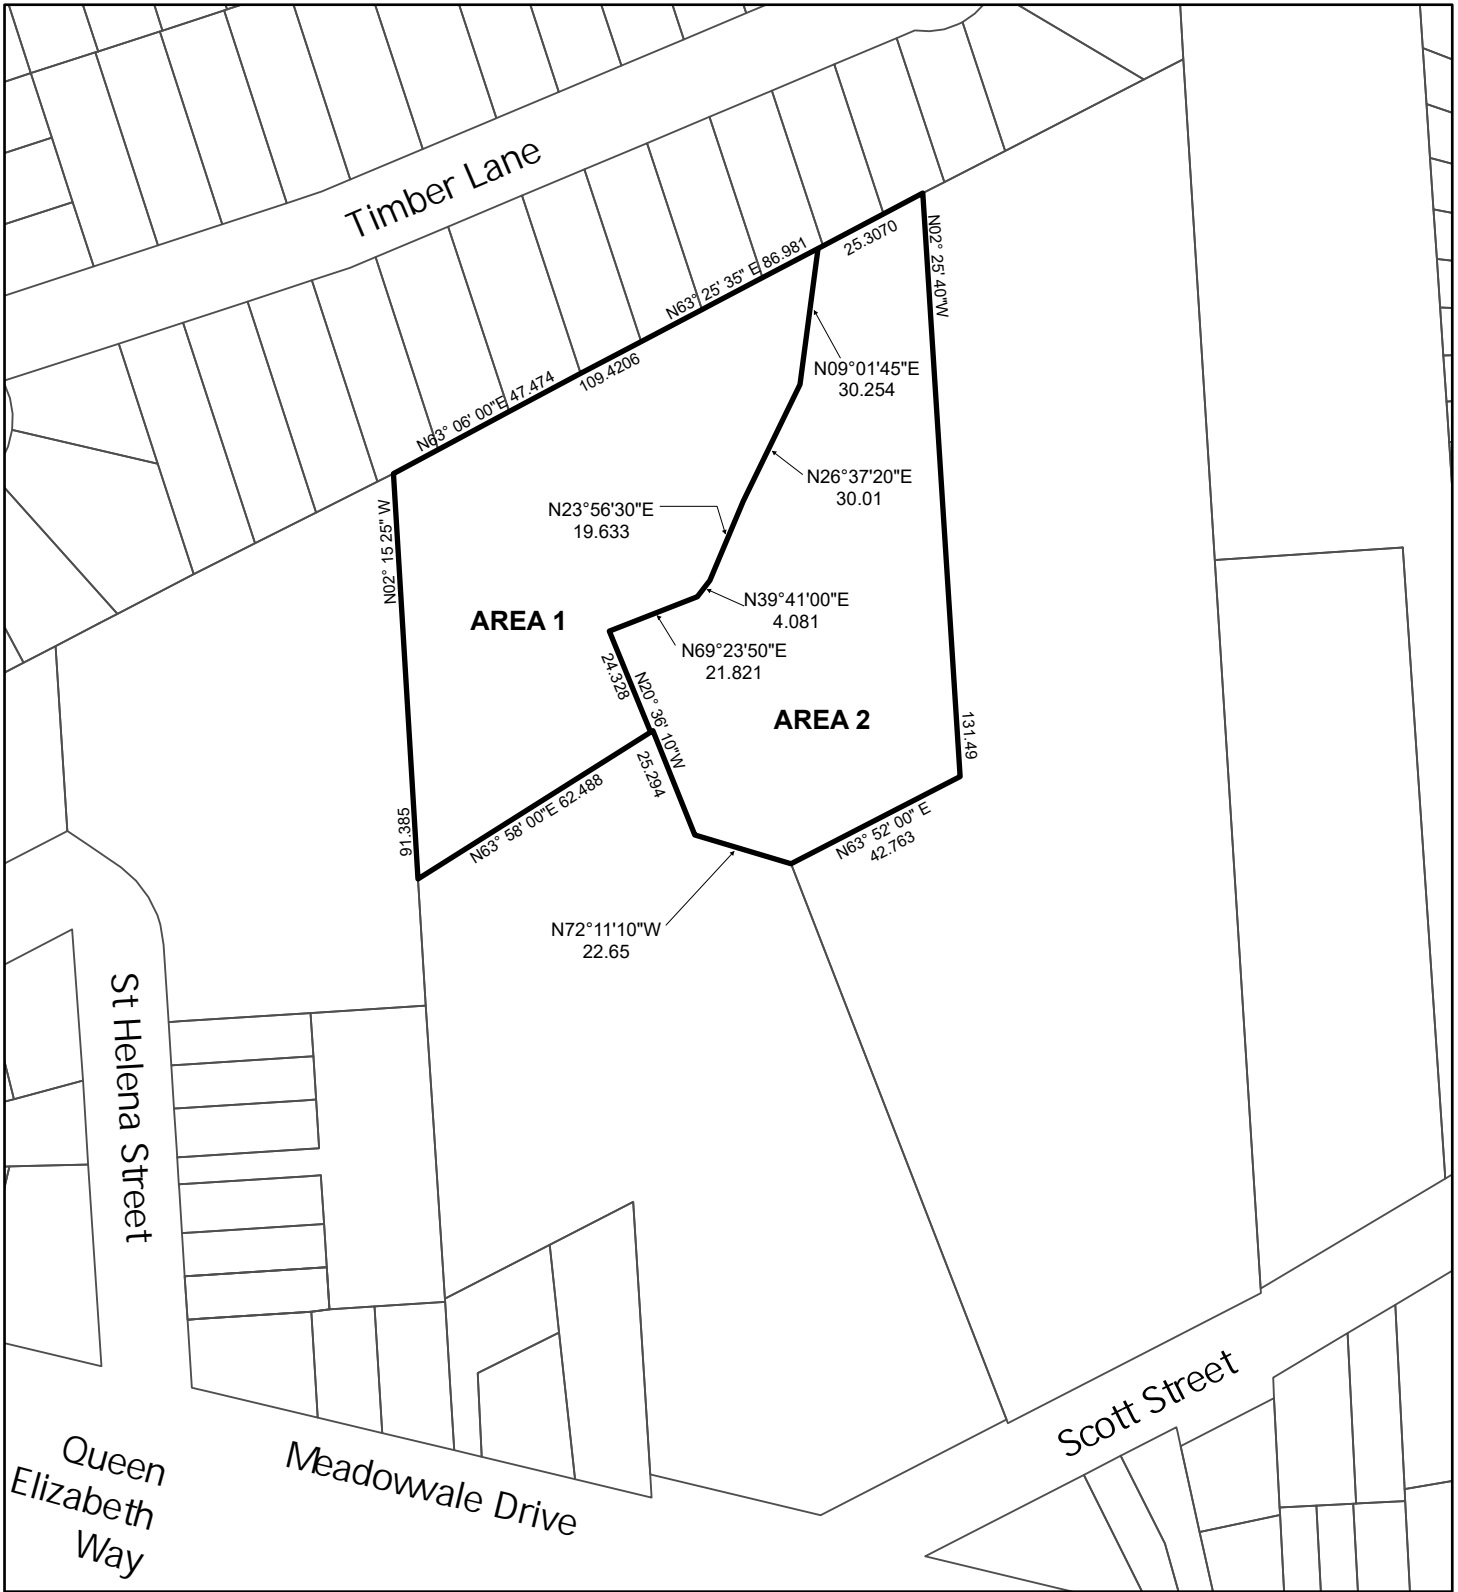 Timber Lane
N63° 25' 35" E 86.981
25.3070
N02° 25' 40"W
N63° 06' 00"E 47.474
109.4206
N09°01'45"E
30.254
N26°37'20"E
30.01
N23°56'30"E
19.633
N02° 15 25" W
N39°41'00"E
4.081
AREA 1
N69°23'50"E
21.821
24.328
N20° 36' 10"W
AREA 2
131.49
25.294
91.385
N63° 58' 00"E 62.488
N63° 52' 00" E
42.763
N72°11'10"W
22.65
St Helena Street
Scott Street
Queen
Elizabeth
Way
Meadowvale Drive